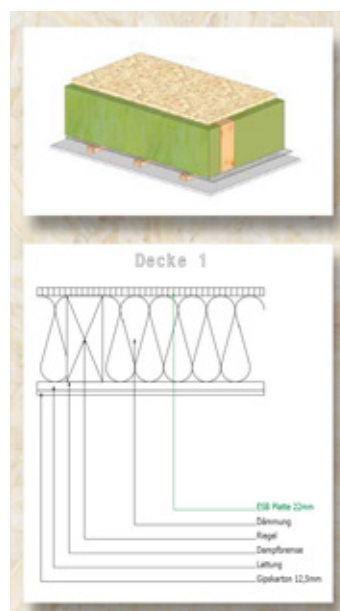 Decke 1
ESB Platte 22mm
Dämmung
Riegel
Dampfbremse
Lattung
Gipskarton 12,5mm